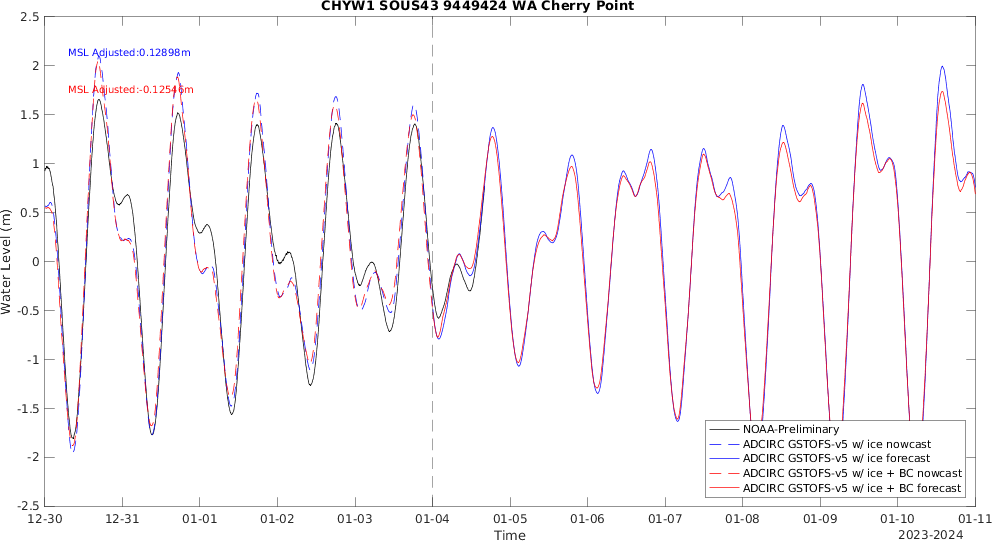 CHYW1 SOUS43 9449424 WA Cherry Point
MSL Adjusted:0.12898m
MSL Adjusted:-0.12546m
2.5
2
1.5
1
0.5
0
-0.5
-1
-1.5
-2
-2.5
Water Level (m)
NOAA-Preliminary
ADCIRC GSTOFS-v5 w/ ice nowcast
ADCIRC GSTOFS-v5 w/ ice forecast
ADCIRC GSTOFS-v5 w/ ice + BC nowcast
ADCIRC GSTOFS-v5 w/ ice + BC forecast
12-30 12-31 01-01 01-02 01-03 01-04 01-05 01-06 01-07 01-08 01-09 01-10 01-11
Time
2023-2024